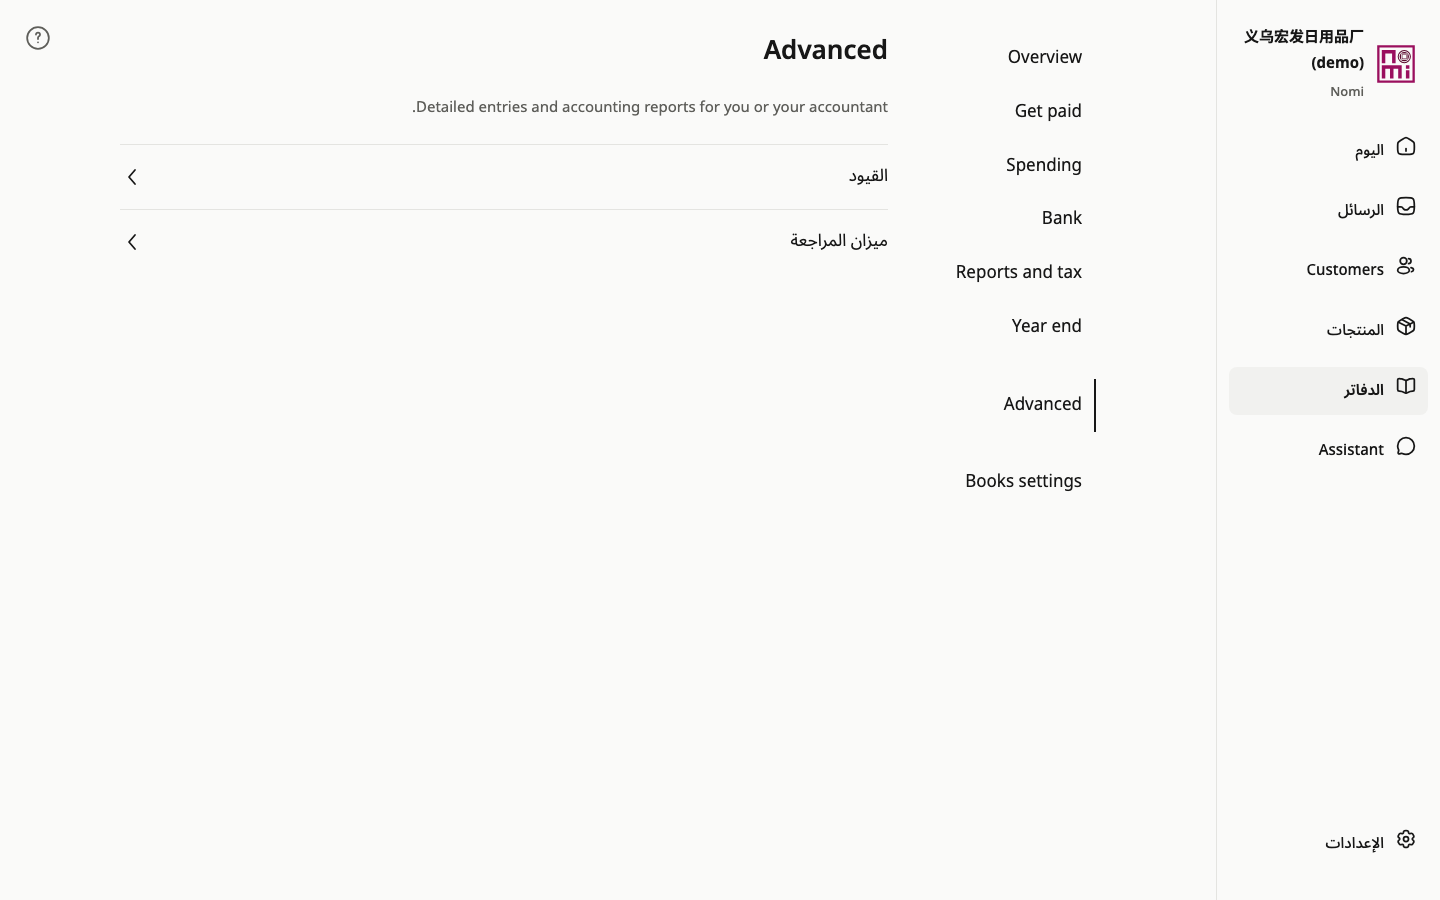 义乌宏发日用品厂
(demo)
Nomi
اليوم
الرسائل
Customers
المنتجات
الدفاتر
Assistant
الإعدادات
Overview
Get paid
Spending
Bank
Reports and tax
Year end
Advanced
Books settings
Advanced
Detailed entries and accounting reports for you or your accountant.
القيود
ميزان المراجعة